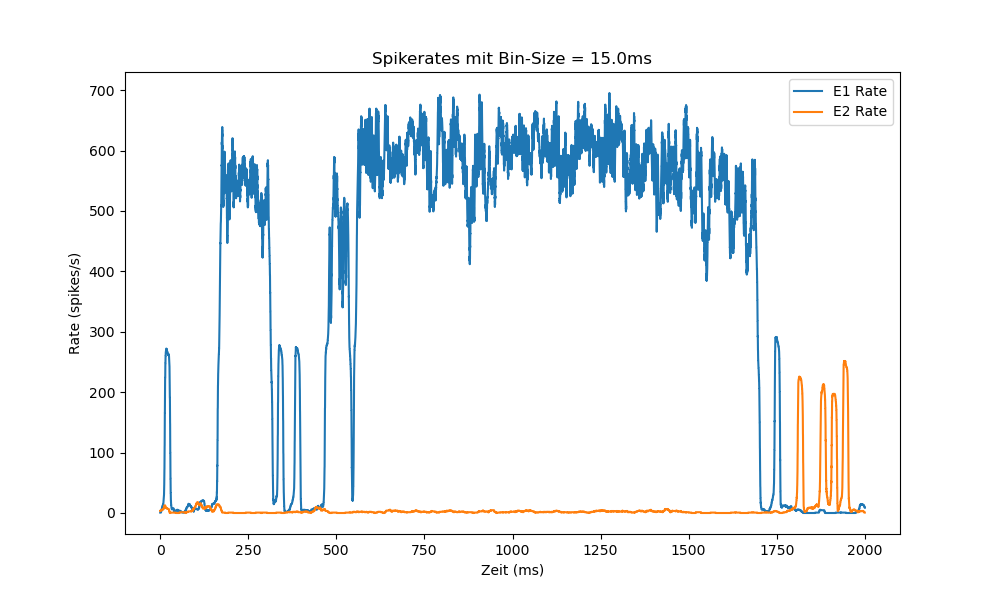 Spikerates mit Bin-Size = 15.0ms
E1 Rate
E2 Rate
700
600
500
400
300
200
100
0
Rate (spikes/s)
0 250 500 750 1000 1250 1500 1750 2000
Zeit (ms)